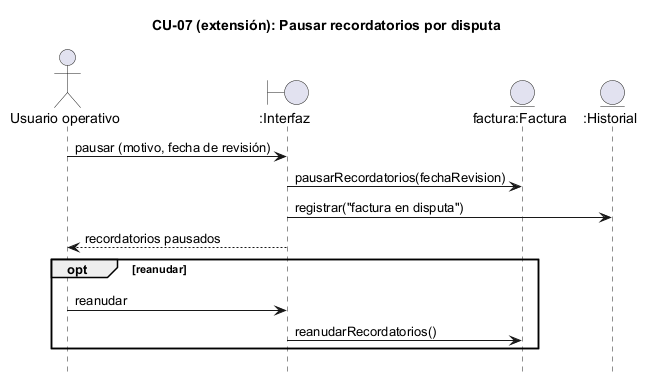 CU-07 (extensión): Pausar recordatorios por disputa
Usuario operativo
:Interfaz
factura:Factura
:Historial
pausar (motivo, fecha de revisión)
pausarRecordatorios(fechaRevision)
registrar("factura en disputa")
recordatorios pausados
opt [reanudar]
reanudar
reanudarRecordatorios()